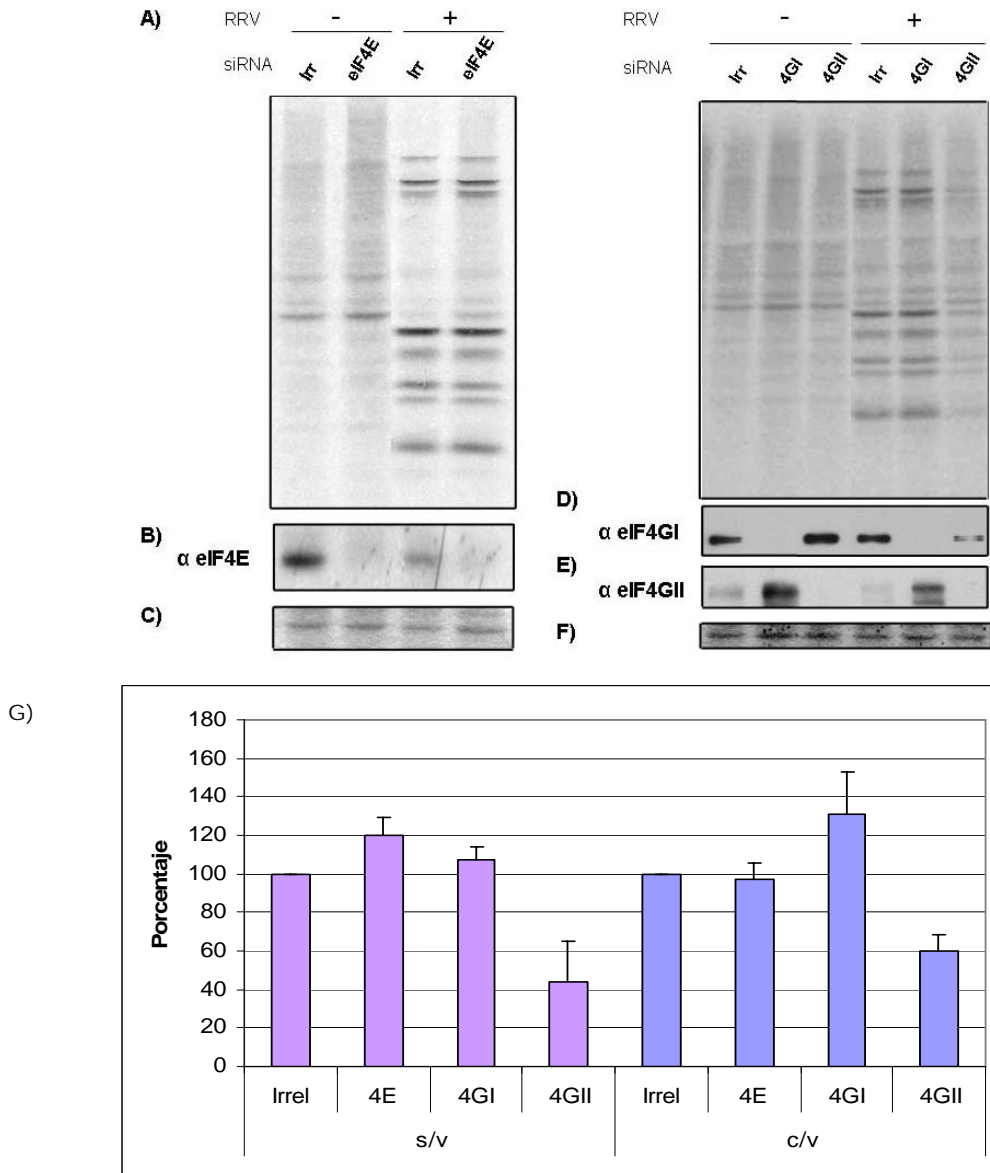 A)
RRV - +
siRNA Irr eIF4E Irr eIF4E
RRV - +
siRNA Irr 4GI 4GII Irr 4GI 4GII
B)
α eIF4E
C)
D)
α eIF4GI
E)
α eIF4GII
F)
G)
180
160
140
120
100
80
60
40
20
0
Porcentaje
Irrel 4E 4GI 4GII Irrel 4E 4GI 4GII
s/v c/v